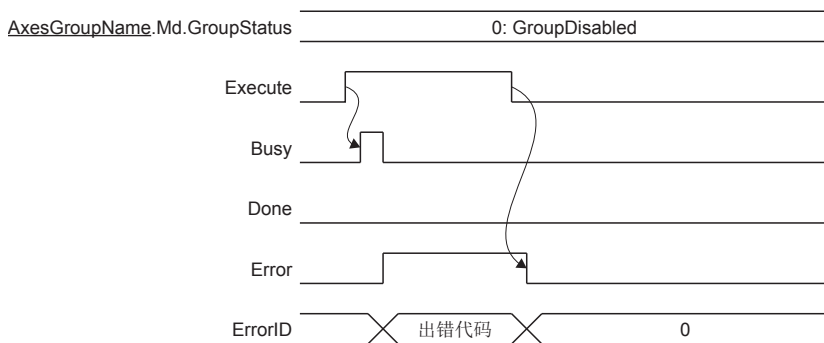 AxesGroupName.Md.GroupStatus 0: GroupDisabled
Execute
Busy
Done
Error
ErrorID 出错代码 0